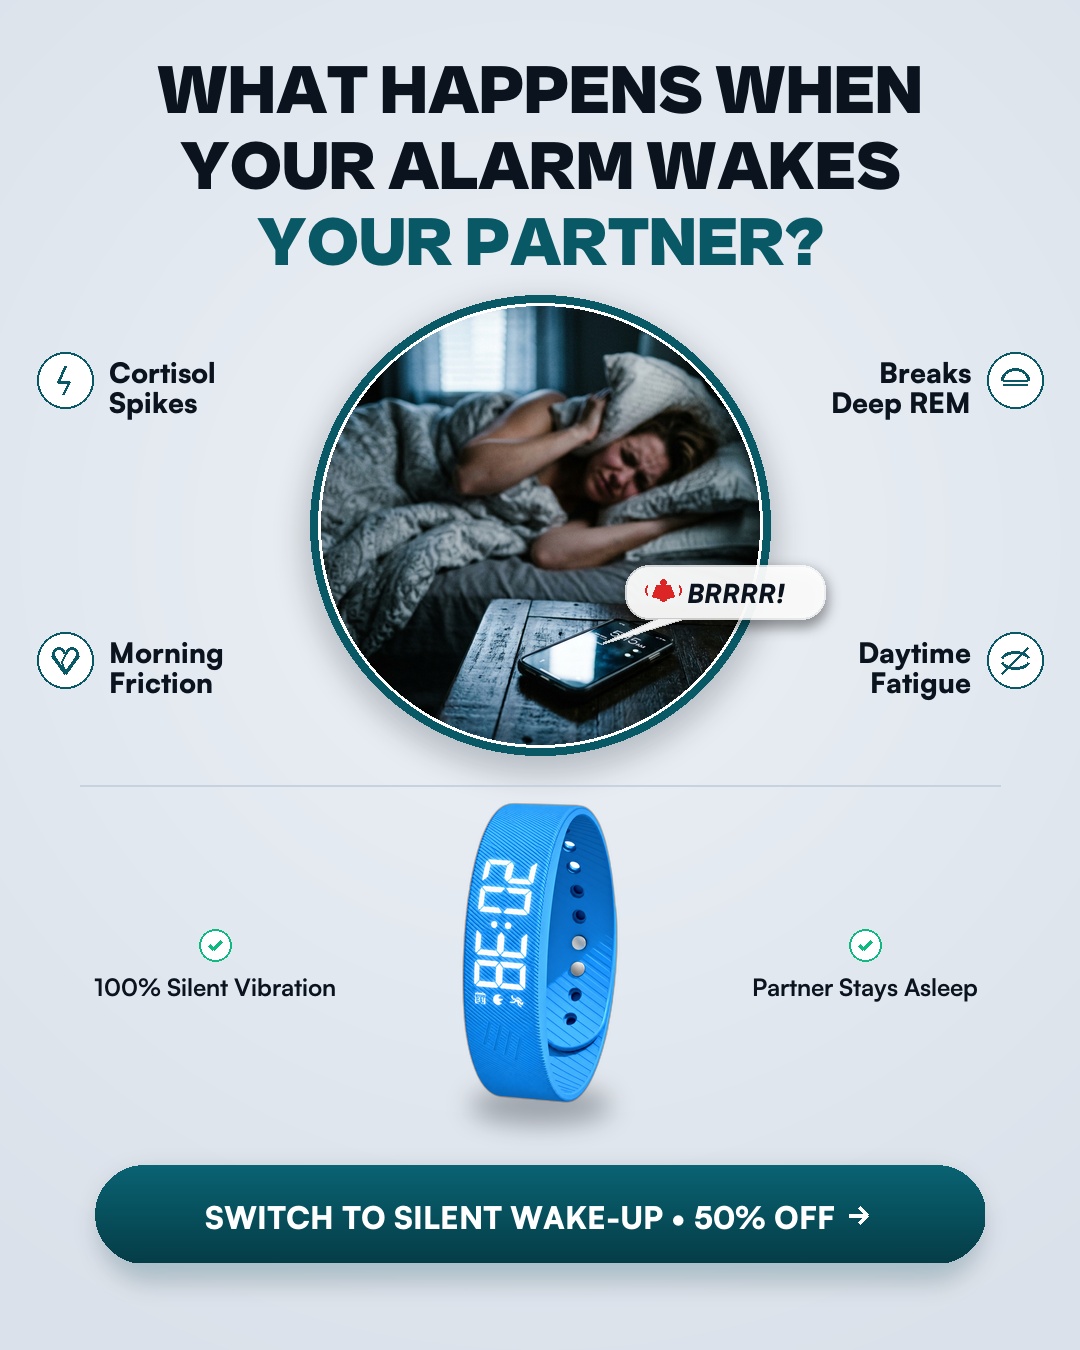 WHAT HAPPENS WHEN
YOUR ALARM WAKES
YOUR PARTNER?
Cortisol
Spikes
Breaks
Deep REM
BRRRR!
Morning
Friction
Daytime
Fatigue
100% Silent Vibration
Partner Stays Asleep
SWITCH TO SILENT WAKE-UP • 50% OFF →